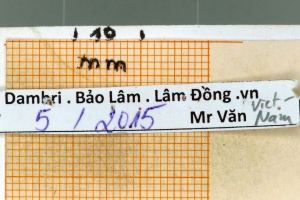 10
mm
Dambri . Bảo Lâm . Lâm Đồng .vn
5 / 2015 Mr Văn Viet-
Nam